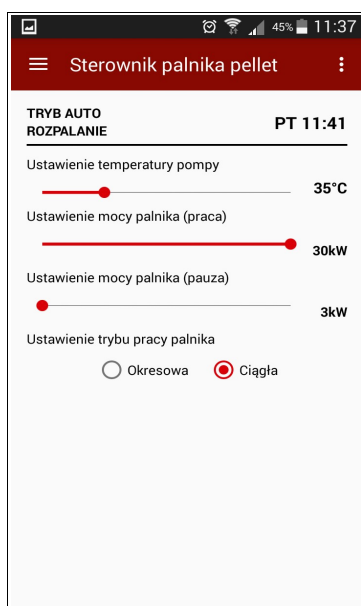 45% 11:37
Sterownik palnika pellet
TRYB AUTO
ROZPALANIE
PT 11:41
Ustawienie temperatury pompy
35°C
Ustawienie mocy palnika (praca)
30kW
Ustawienie mocy palnika (pauza)
3kW
Ustawienie trybu pracy palnika
Okresowa Ciągła